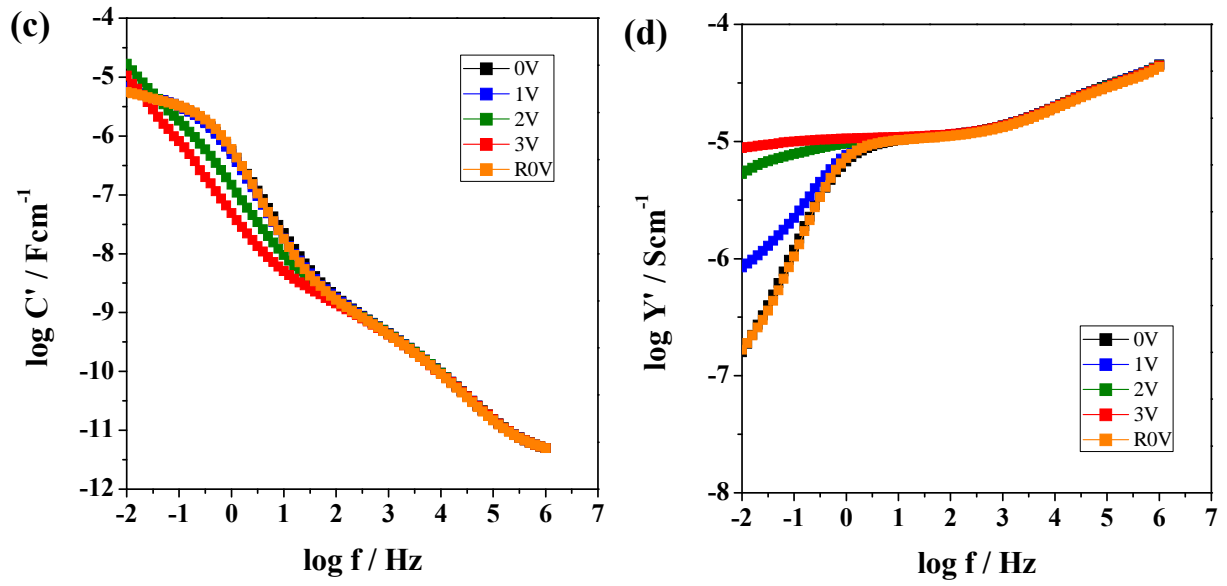 (c)
-4
-5
-6
-7
-8
-9
-10
-11
-12
log C' / Fcm-1
-2 -1 0 1 2 3 4 5 6 7
log f / Hz
0V
1V
2V
3V
R0V
(d)
-4
-5
-6
-7
-8
log Y' / Scm-1
-2 -1 0 1 2 3 4 5 6 7
log f / Hz
0V
1V
2V
3V
R0V